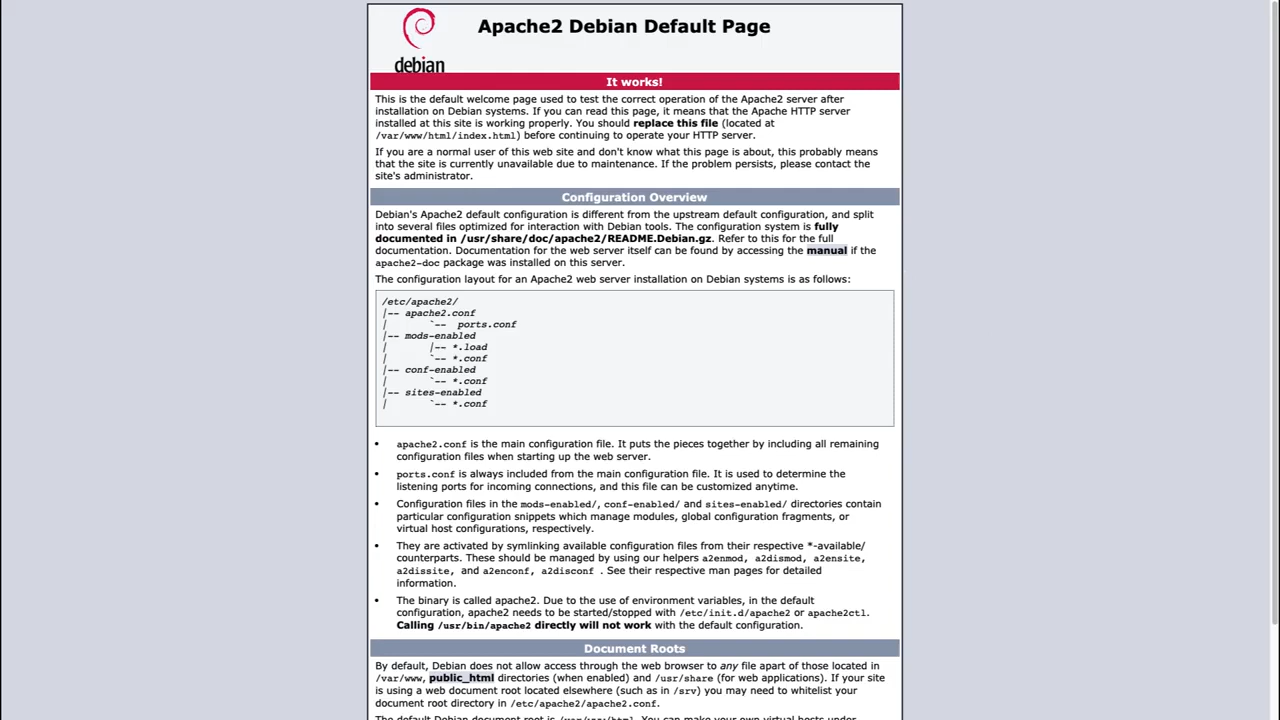 Apache2 Debian Default Page
debian
It works!
This is the default welcome page used to test the correct operation of the Apache2 server after
installation on Debian systems. If you can read this page, it means that the Apache HTTP server
installed at this site is working properly. You should replace this file (located at
/var/www/html/index.html) before continuing to operate your HTTP server.
If you are a normal user of this web site and don't know what this page is about, this probably means
that the site is currently unavailable due to maintenance. If the problem persists, please contact the
site's administrator.
Configuration Overview
Debian's Apache2 default configuration is different from the upstream default configuration, and split
into several files optimized for interaction with Debian tools. The configuration system is fully
documented in /usr/share/doc/apache2/README.Debian.gz. Refer to this for the full
documentation. Documentation for the web server itself can be found by accessing the manual if the
apache2-doc package was installed on this server.
The configuration layout for an Apache2 web server installation on Debian systems is as follows:
/etc/apache2/
|-- apache2.conf
|       `--  ports.conf
|-- mods-enabled
|       |-- *.load
|       `-- *.conf
|-- conf-enabled
|       `-- *.conf
|-- sites-enabled
|       `-- *.conf
• apache2.conf is the main configuration file. It puts the pieces together by including all remaining
configuration files when starting up the web server.
• ports.conf is always included from the main configuration file. It is used to determine the
listening ports for incoming connections, and this file can be customized anytime.
• Configuration files in the mods-enabled/, conf-enabled/ and sites-enabled/ directories contain
particular configuration snippets which manage modules, global configuration fragments, or
virtual host configurations, respectively.
• They are activated by symlinking available configuration files from their respective *-available/
counterparts. These should be managed by using our helpers a2enmod, a2dismod, a2ensite,
a2dissite, and a2enconf, a2disconf . See their respective man pages for detailed
information.
• The binary is called apache2. Due to the use of environment variables, in the default
configuration, apache2 needs to be started/stopped with /etc/init.d/apache2 or apache2ctl.
Calling /usr/bin/apache2 directly will not work with the default configuration.
Document Roots
By default, Debian does not allow access through the web browser to any file apart of those located in
/var/www, public_html directories (when enabled) and /usr/share (for web applications). If your site
is using a web document root located elsewhere (such as in /srv) you may need to whitelist your
document root directory in /etc/apache2/apache2.conf.
The default Debian document root is /var/www/html. You can make your own virtual hosts under